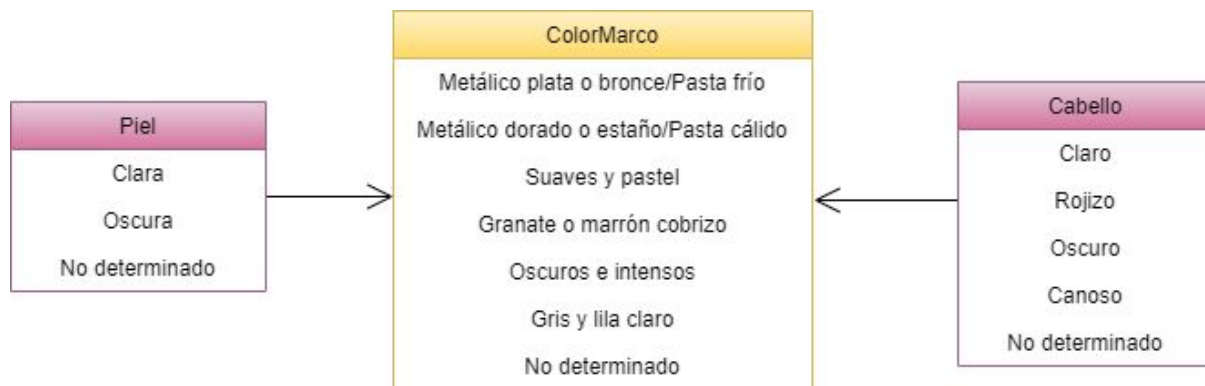 Piel
Clara
Oscura
No determinado
ColorMarco
Metálico plata o bronce/Pasta frío
Metálico dorado o estaño/Pasta cálido
Suaves y pastel
Granate o marrón cobrizo
Oscuros e intensos
Gris y lila claro
No determinado
Cabello
Claro
Rojizo
Oscuro
Canoso
No determinado